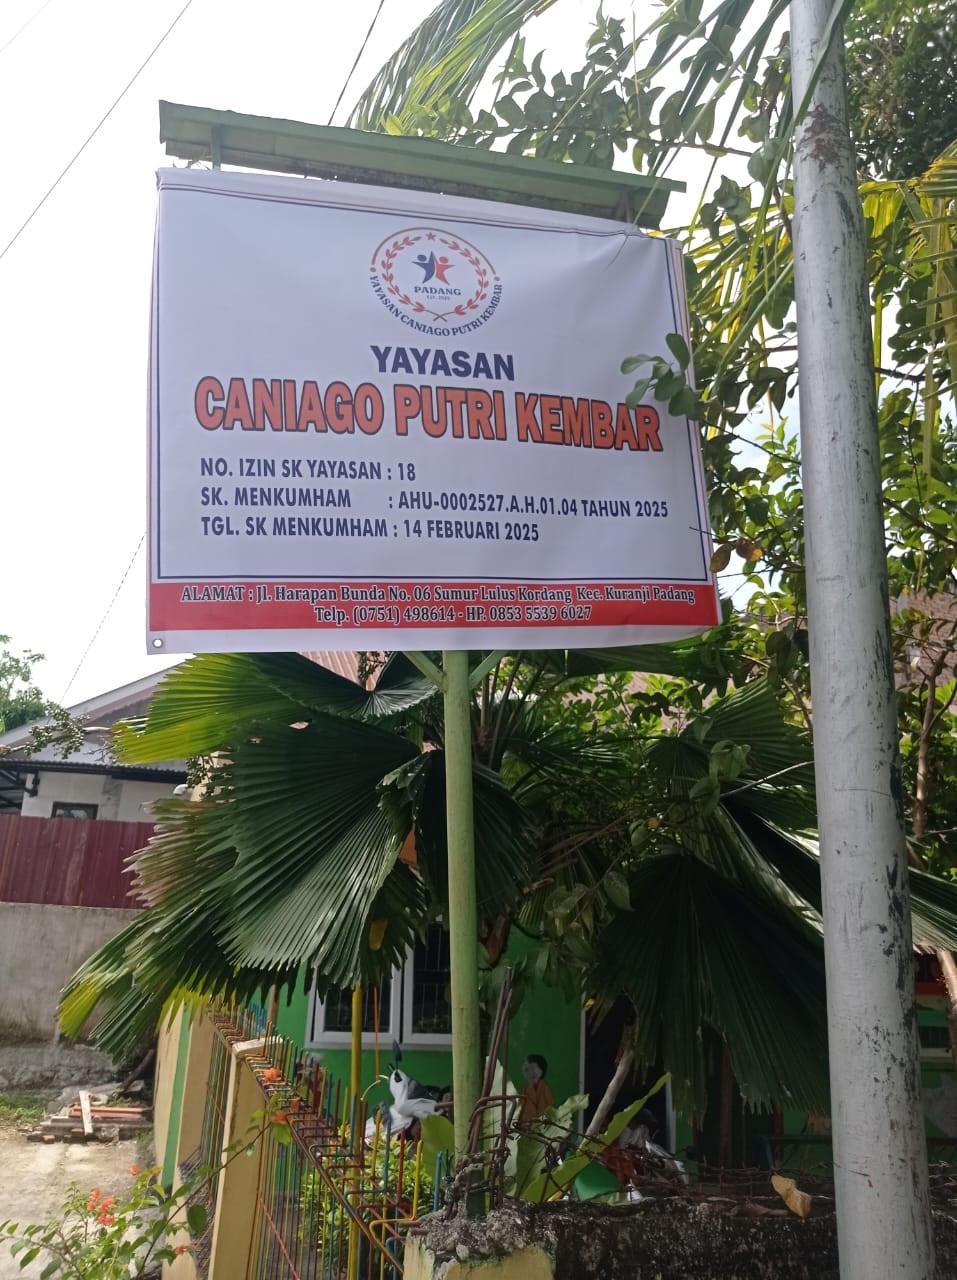 PADANG
EST. 2025
YAYASAN CANIAGO PUTRI KEMBAR
YAYASAN
CANIAGO PUTRI KEMBAR
NO. IZIN SK YAYASAN : 18
SK. MENKUMHAM : AHU-0002527.A.H.01.04 TAHUN 2025
TGL. SK MENKUMHAM : 14 FEBRUARI 2025
ALAMAT : Jl. Harapan Bunda No. 06 Sumur Lulus Kordang Kec. Kuranji Padang
Telp. (0751) 498614 - HP. 0853 5539 6027